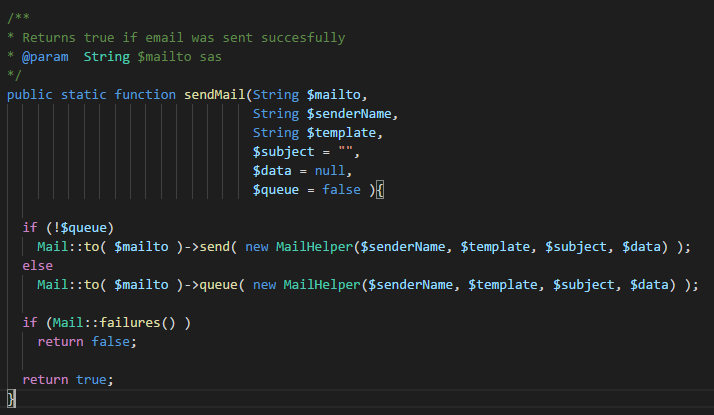 /**
* Returns true if email was sent succesfully
* @param  String $mailto sas
*/
public static function sendMail(String $mailto,
                                String $senderName,
                                String $template,
                                $subject = "",
                                $data = null,
                                $queue = false ){

  if (!$queue)
    Mail::to( $mailto )->send( new MailHelper($senderName, $template, $subject, $data) );
  else
    Mail::to( $mailto )->queue( new MailHelper($senderName, $template, $subject, $data) );

  if (Mail::failures() )
    return false;

  return true;
}